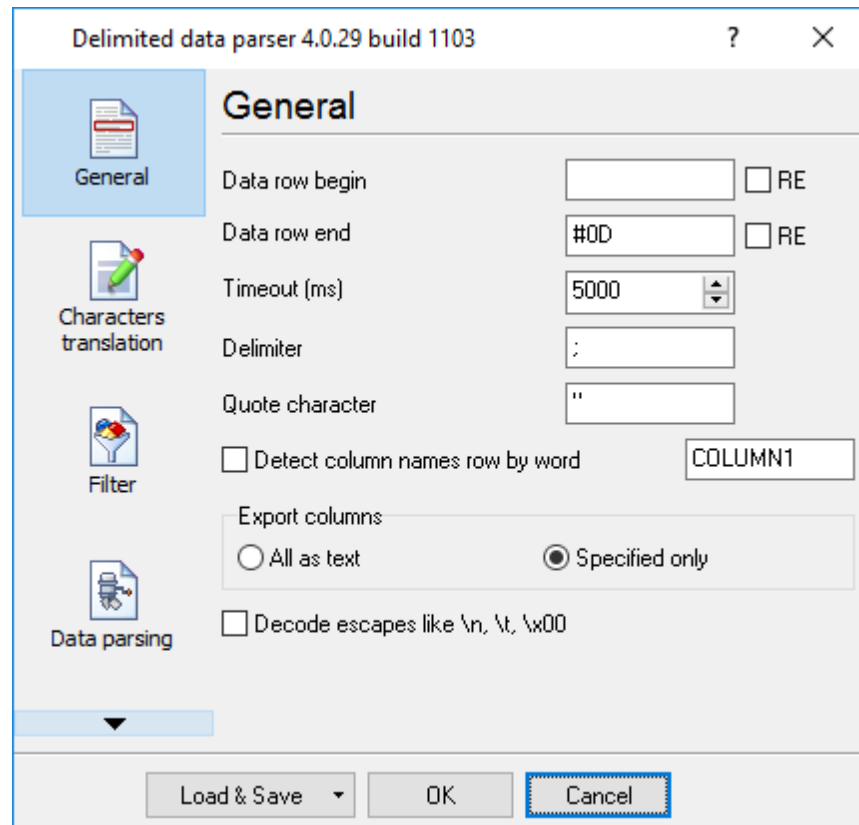 Delimited data parser 4.0.29 build 1103 ?
General
General
Data row begin RE
Data row end #0D RE
Timeout (ms) 5000
Characters
translation
Delimiter ;
Quote character "
Filter
Detect column names row by word COLUMN1
Export columns
All as text Specified only
Data parsing
Decode escapes like \n, \t, \x00
Load & Save OK Cancel